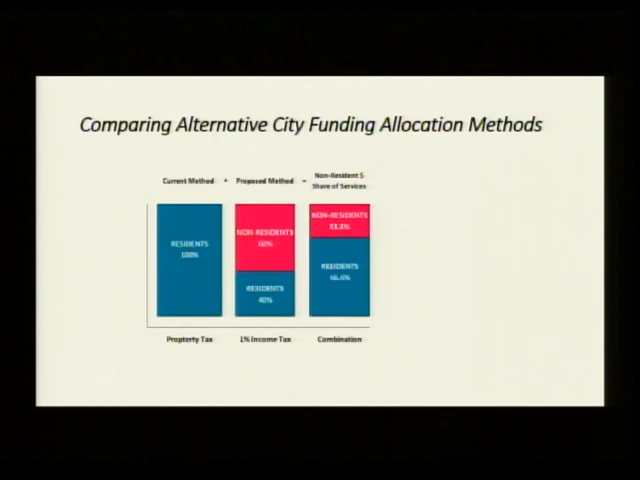 Comparing Alternative City Funding Allocation Methods
Current Method + Proposed Method = Non-Resident $
Share of Services
RESIDENTS
100%
NON-RESIDENTS
60%
RESIDENTS
40%
NON-RESIDENTS
33.3%
RESIDENTS
66.6%
Propterty Tax
1% Income Tax
Combination